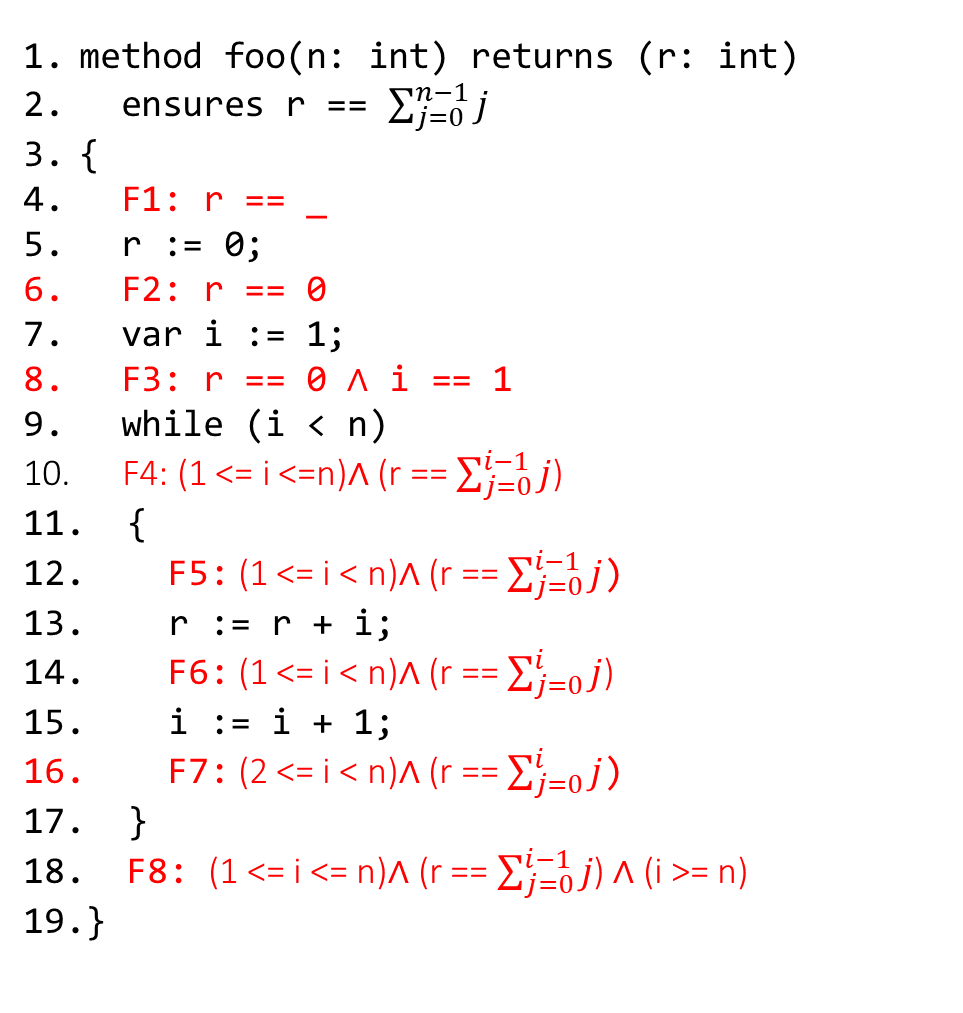 1. method foo(n: int) returns (r: int)
2. ensures r == ∑_{j=0}^{n−1} j
3. {
4. F1: r == _
5. r := 0;
6. F2: r == 0
7. var i := 1;
8. F3: r == 0 ∧ i == 1
9. while (i < n)
10. F4: (1 <= i <=n)∧ (r == ∑_{j=0}^{i−1} j)
11. {
12. F5: (1 <= i < n)∧ (r == ∑_{j=0}^{i−1} j)
13. r := r + i;
14. F6: (1 <= i < n)∧ (r == ∑_{j=0}^{i} j)
15. i := i + 1;
16. F7: (2 <= i < n)∧ (r == ∑_{j=0}^{i} j)
17. }
18. F8: (1 <= i <= n)∧ (r == ∑_{j=0}^{i−1} j) ∧ (i >= n)
19.}